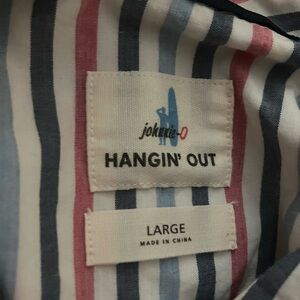 johnnie-O
HANGIN' OUT
LARGE
MADE IN CHINA